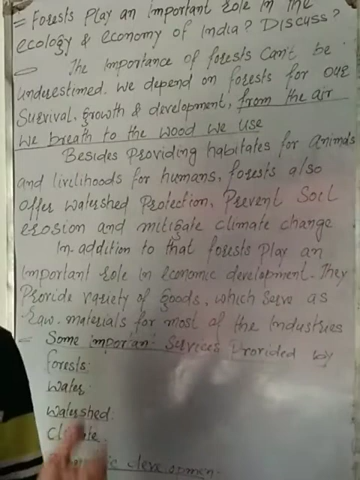 = Forests Play an important role in the
ecology & economy of India? Discuss?
The importance of forests Can't be
underestimed. we depend on forests for our
Survival, growth & development, from the air
we breath to the wood we use
Besides Providing habitates for animals
and livelihoods for humans, forests also
offer watershed Protection, Prevent Soil
erosion and mitigate climate change
In-addition to that forests Play an
important role in economic development. They
Provide vquety of goods, which serve as
Raw-materials for most of the Industries
= Some imporian: Services Provided by
forests:
Water:
Watershed: